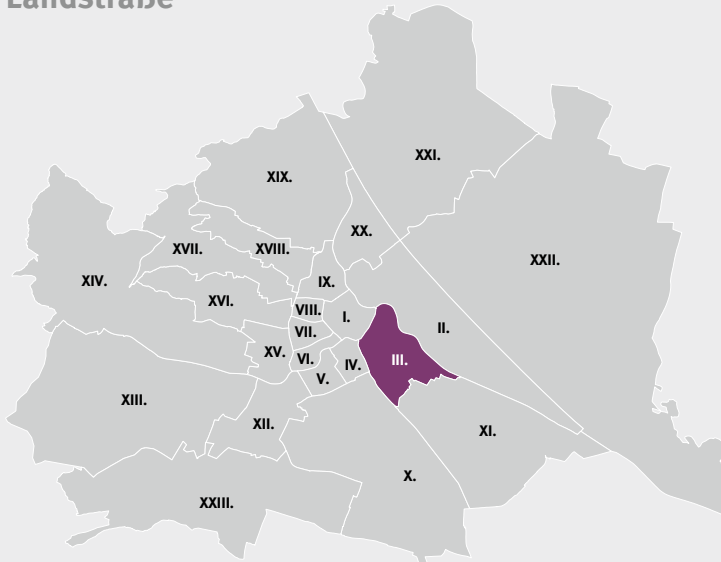 Landstraße
XXI.
XIX.
XX.
XVII.
XVIII.
XXII.
XIV.
IX.
XVI.
VIII.
I.
II.
VII.
XV.
VI.
IV.
III.
V.
XIII.
XII.
XI.
X.
XXIII.